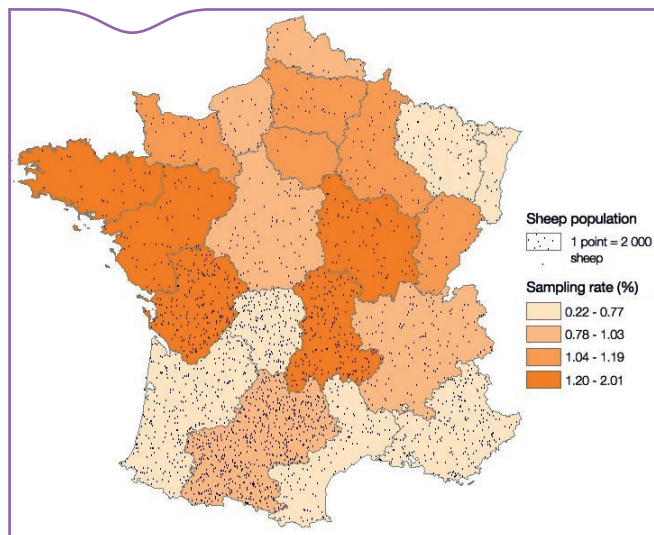 Sheep population
1 point = 2 000
sheep
Sampling rate (%)
0.22 - 0.77
0.78 - 1.03
1.04 - 1.19
1.20 - 2.01